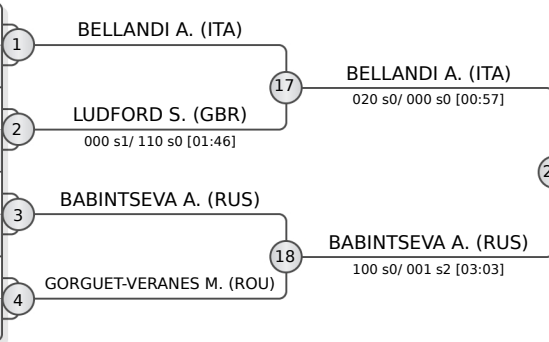 BELLANDI A. (ITA)
1
17
BELLANDI A. (ITA)
020 s0/ 000 s0 [00:57]
LUDFORD S. (GBR)
2
000 s1/ 110 s0 [01:46]
BABINTSEVA A. (RUS)
3
18
BABINTSEVA A. (RUS)
100 s0/ 001 s2 [03:03]
GORGUET-VERANES M. (ROU)
4